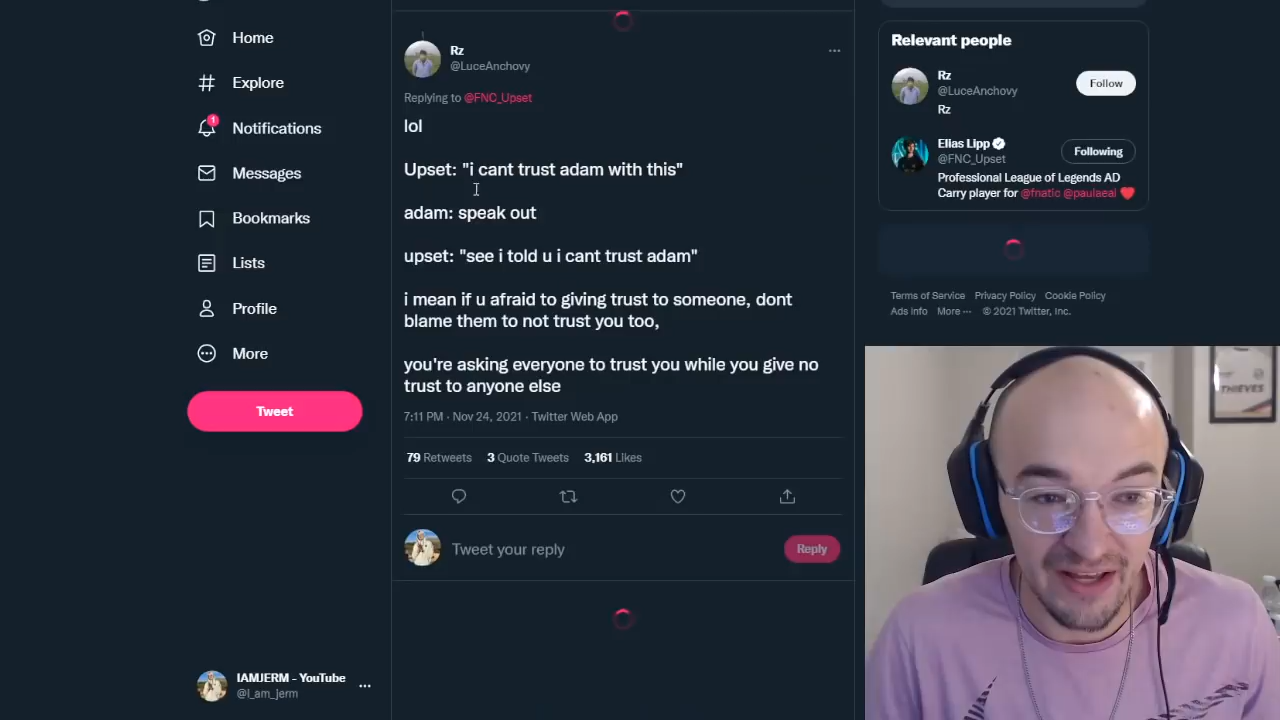 Home
Explore
1
Notifications
Messages
Bookmarks
Lists
Profile
More
Tweet
IAMJERM - YouTube
@I_am_jerm
Rz
@LuceAnchovy
Replying to @FNC_Upset
lol
Upset: "i cant trust adam with this"
adam: speak out
upset: "see i told u i cant trust adam"
i mean if u afraid to giving trust to someone, dont
blame them to not trust you too,
you're asking everyone to trust you while you give no
trust to anyone else
7:11 PM · Nov 24, 2021 · Twitter Web App
79 Retweets 3 Quote Tweets 3,161 Likes
Tweet your reply
Reply
Relevant people
Rz
@LuceAnchovy
Follow
Rz
Elias Lipp
@FNC_Upset
Following
Professional League of Legends AD
Carry player for @fnatic @paulaeal
Terms of Service Privacy Policy Cookie Policy
Ads info More ··· © 2021 Twitter, Inc.
THIEVES